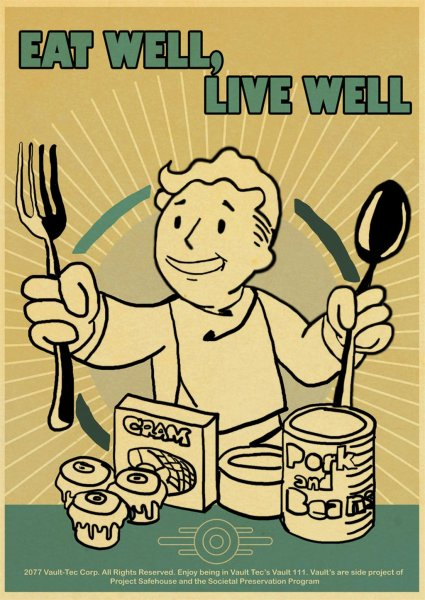 EAT WELL,
LIVE WELL
CRAM
Pork
and
Beans
2077 Vault-Tec Corp. All Rights Reserved. Enjoy being in Vault Tec's Vault 111. Vault's are side project of
Project Safehouse and the Societal Preservation Program